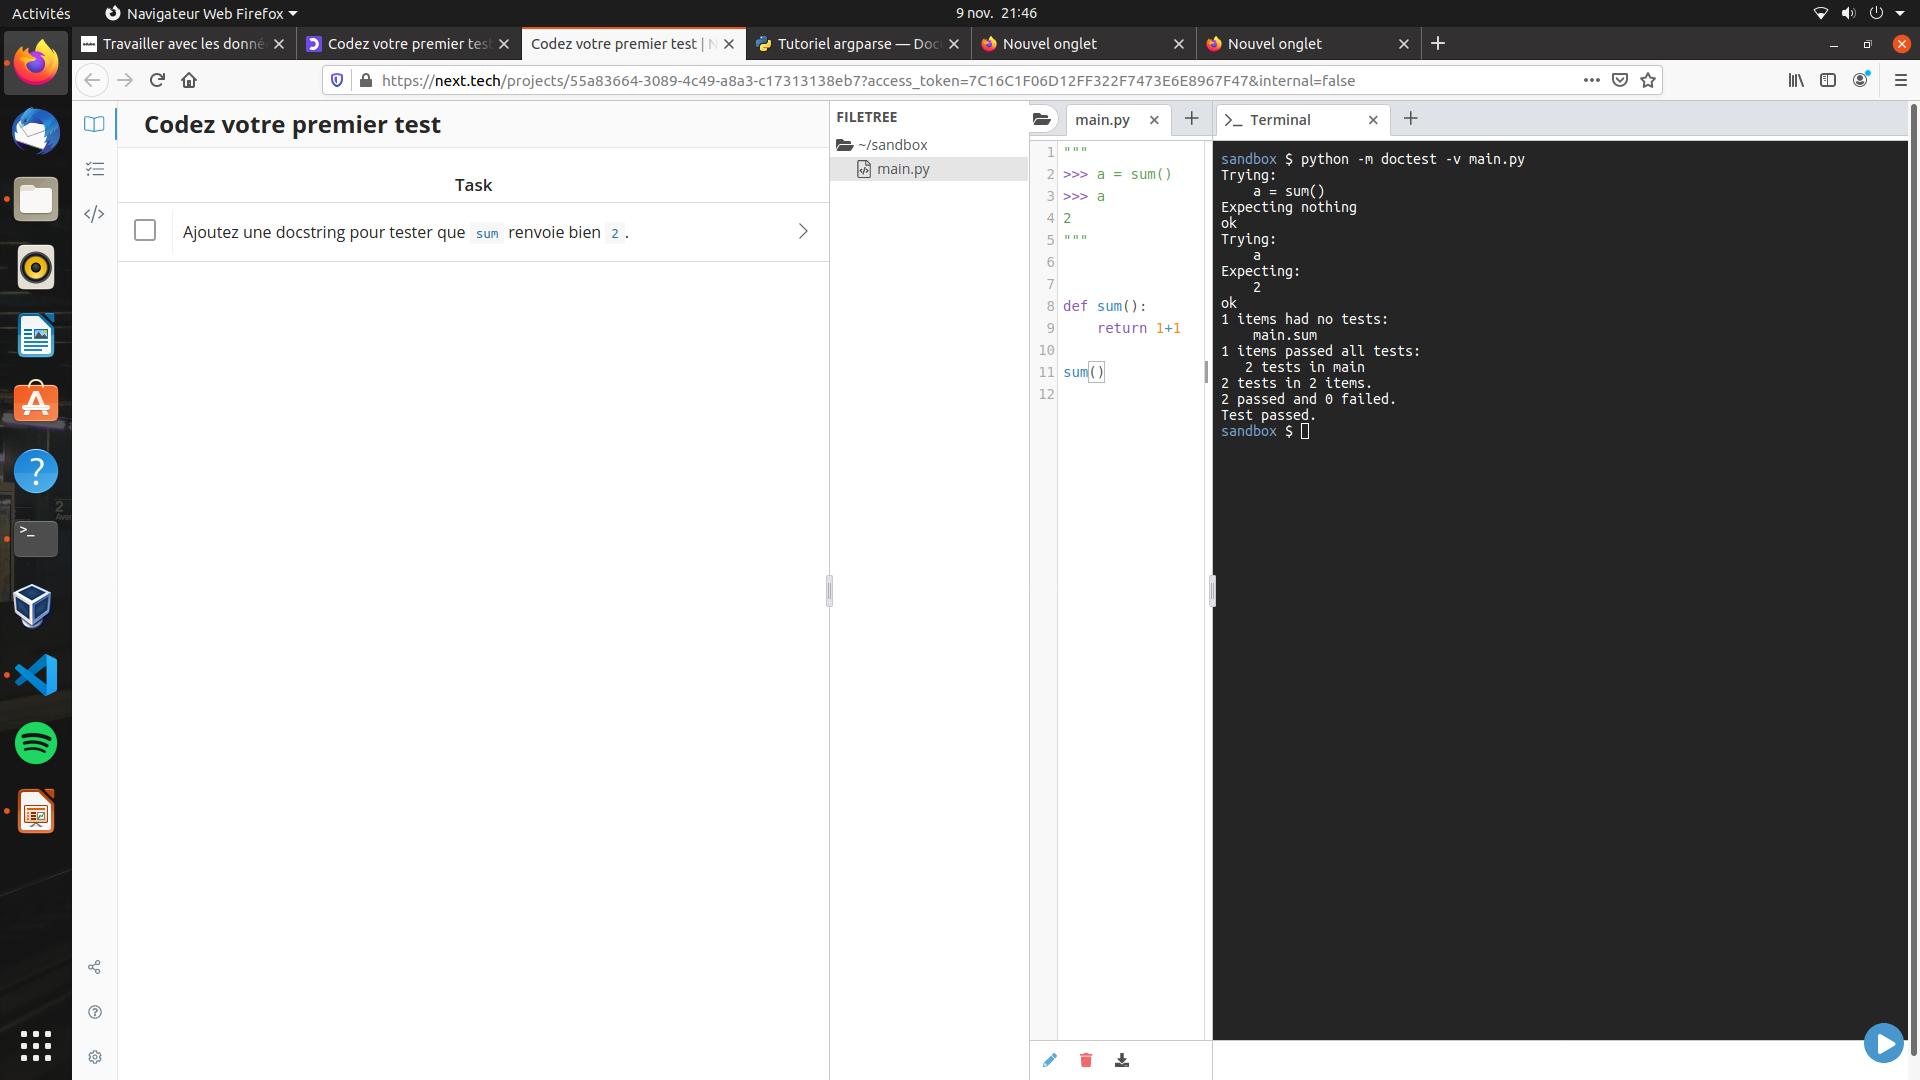 Activités
Navigateur Web Firefox
9 nov. 21:46
Travailler avec les donné
Codez votre premier tes
Codez votre premier test | N
Tutoriel argparse — Doc
Nouvel onglet
Nouvel onglet
https://next.tech/projects/55a83664-3089-4c49-a8a3-c17313138eb7?access_token=7C16C1F06D12FF322F7473E6E8967F47&internal=false
Codez votre premier test
Task
Ajoutez une docstring pour tester que sum renvoie bien 2.
FILETREE
~/sandbox
main.py
main.py
1 """
2 >>> a = sum()
3 >>> a
4 2
5 """
6
7
8 def sum():
9     return 1+1
10
11 sum()
12
>_ Terminal
sandbox $ python -m doctest -v main.py
Trying:
    a = sum()
Expecting nothing
ok
Trying:
    a
Expecting:
    2
ok
1 items had no tests:
    main.sum
1 items passed all tests:
   2 tests in main
2 tests in 2 items.
2 passed and 0 failed.
Test passed.
sandbox $